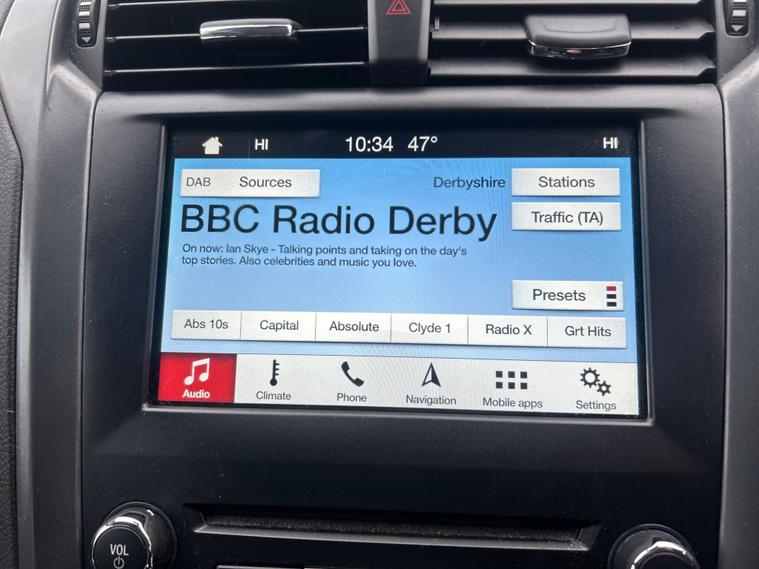 HI 10:34 47° HI
DAB Sources Derbyshire Stations
BBC Radio Derby
Traffic (TA)
On now: Ian Skye - Talking points and taking on the day's
top stories. Also celebrities and music you love.
Presets
Abs 10s Capital Absolute Clyde 1 Radio X Grt Hits
Audio Climate Phone Navigation Mobile apps Settings
VOL